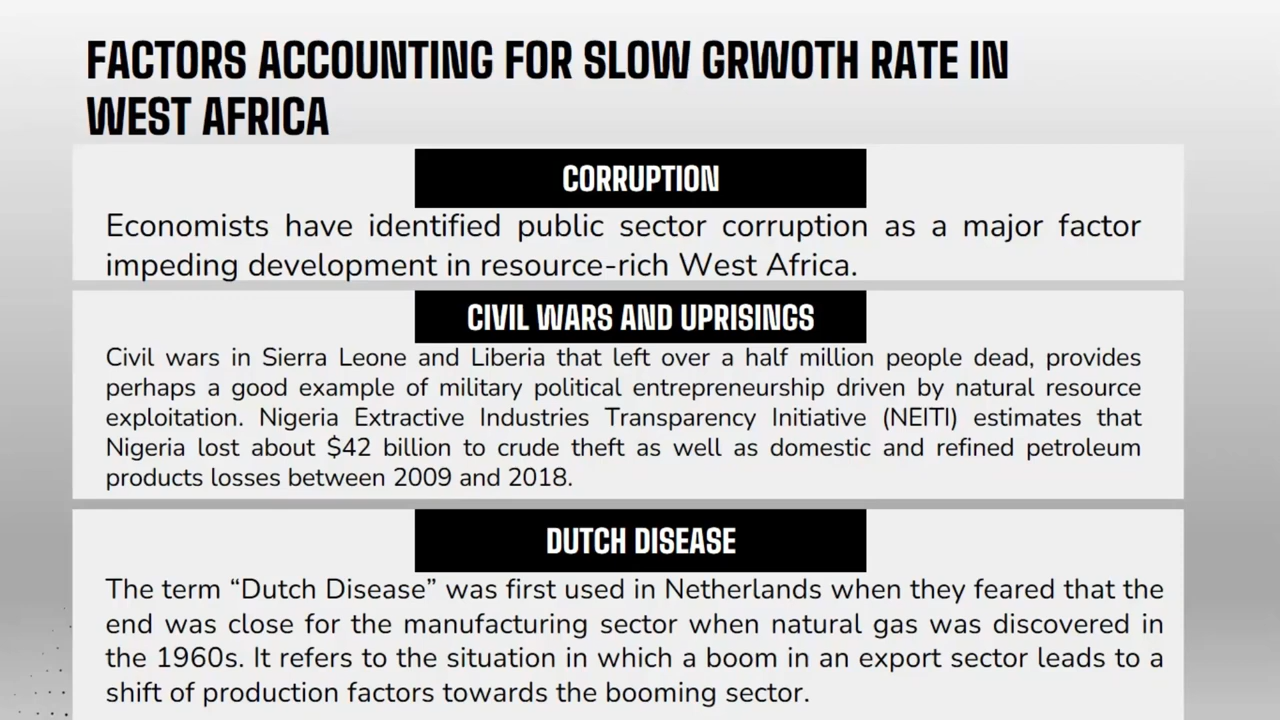 FACTORS ACCOUNTING FOR SLOW GRWOTH RATE IN
WEST AFRICA
CORRUPTION
Economists have identified public sector corruption as a major factor
impeding development in resource-rich West Africa.
CIVIL WARS AND UPRISINGS
Civil wars in Sierra Leone and Liberia that left over a half million people dead, provides
perhaps a good example of military political entrepreneurship driven by natural resource
exploitation. Nigeria Extractive Industries Transparency Initiative (NEITI) estimates that
Nigeria lost about $42 billion to crude theft as well as domestic and refined petroleum
products losses between 2009 and 2018.
DUTCH DISEASE
The term “Dutch Disease” was first used in Netherlands when they feared that the
end was close for the manufacturing sector when natural gas was discovered in
the 1960s. It refers to the situation in which a boom in an export sector leads to a
shift of production factors towards the booming sector.